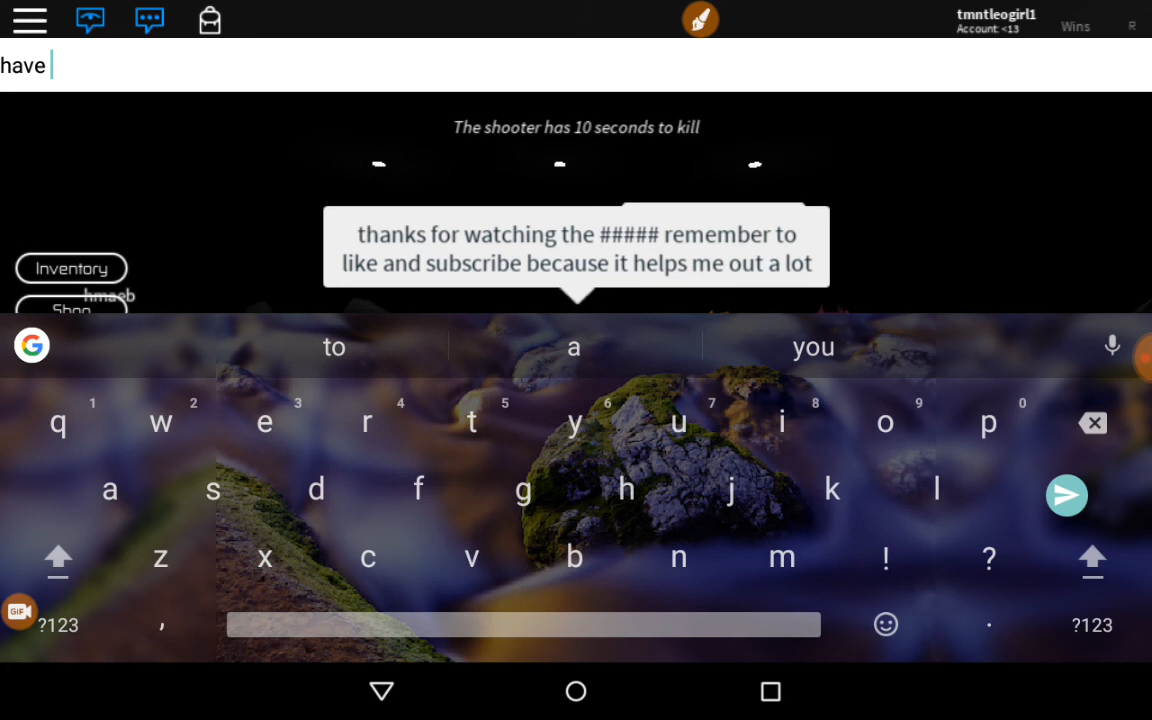 tmntleogirl1
Account: <13
Wins
R
have
The shooter has 10 seconds to kill
thanks for watching the ##### remember to
like and subscribe because it helps me out a lot
Inventory
hmaeb
Shop
to a you
1 2 3 4 5 6 7 8 9 0
q w e r t y u i o p
a s d f g h j k l
z x c v b n m ! ?
GIF
?123 , . ?123